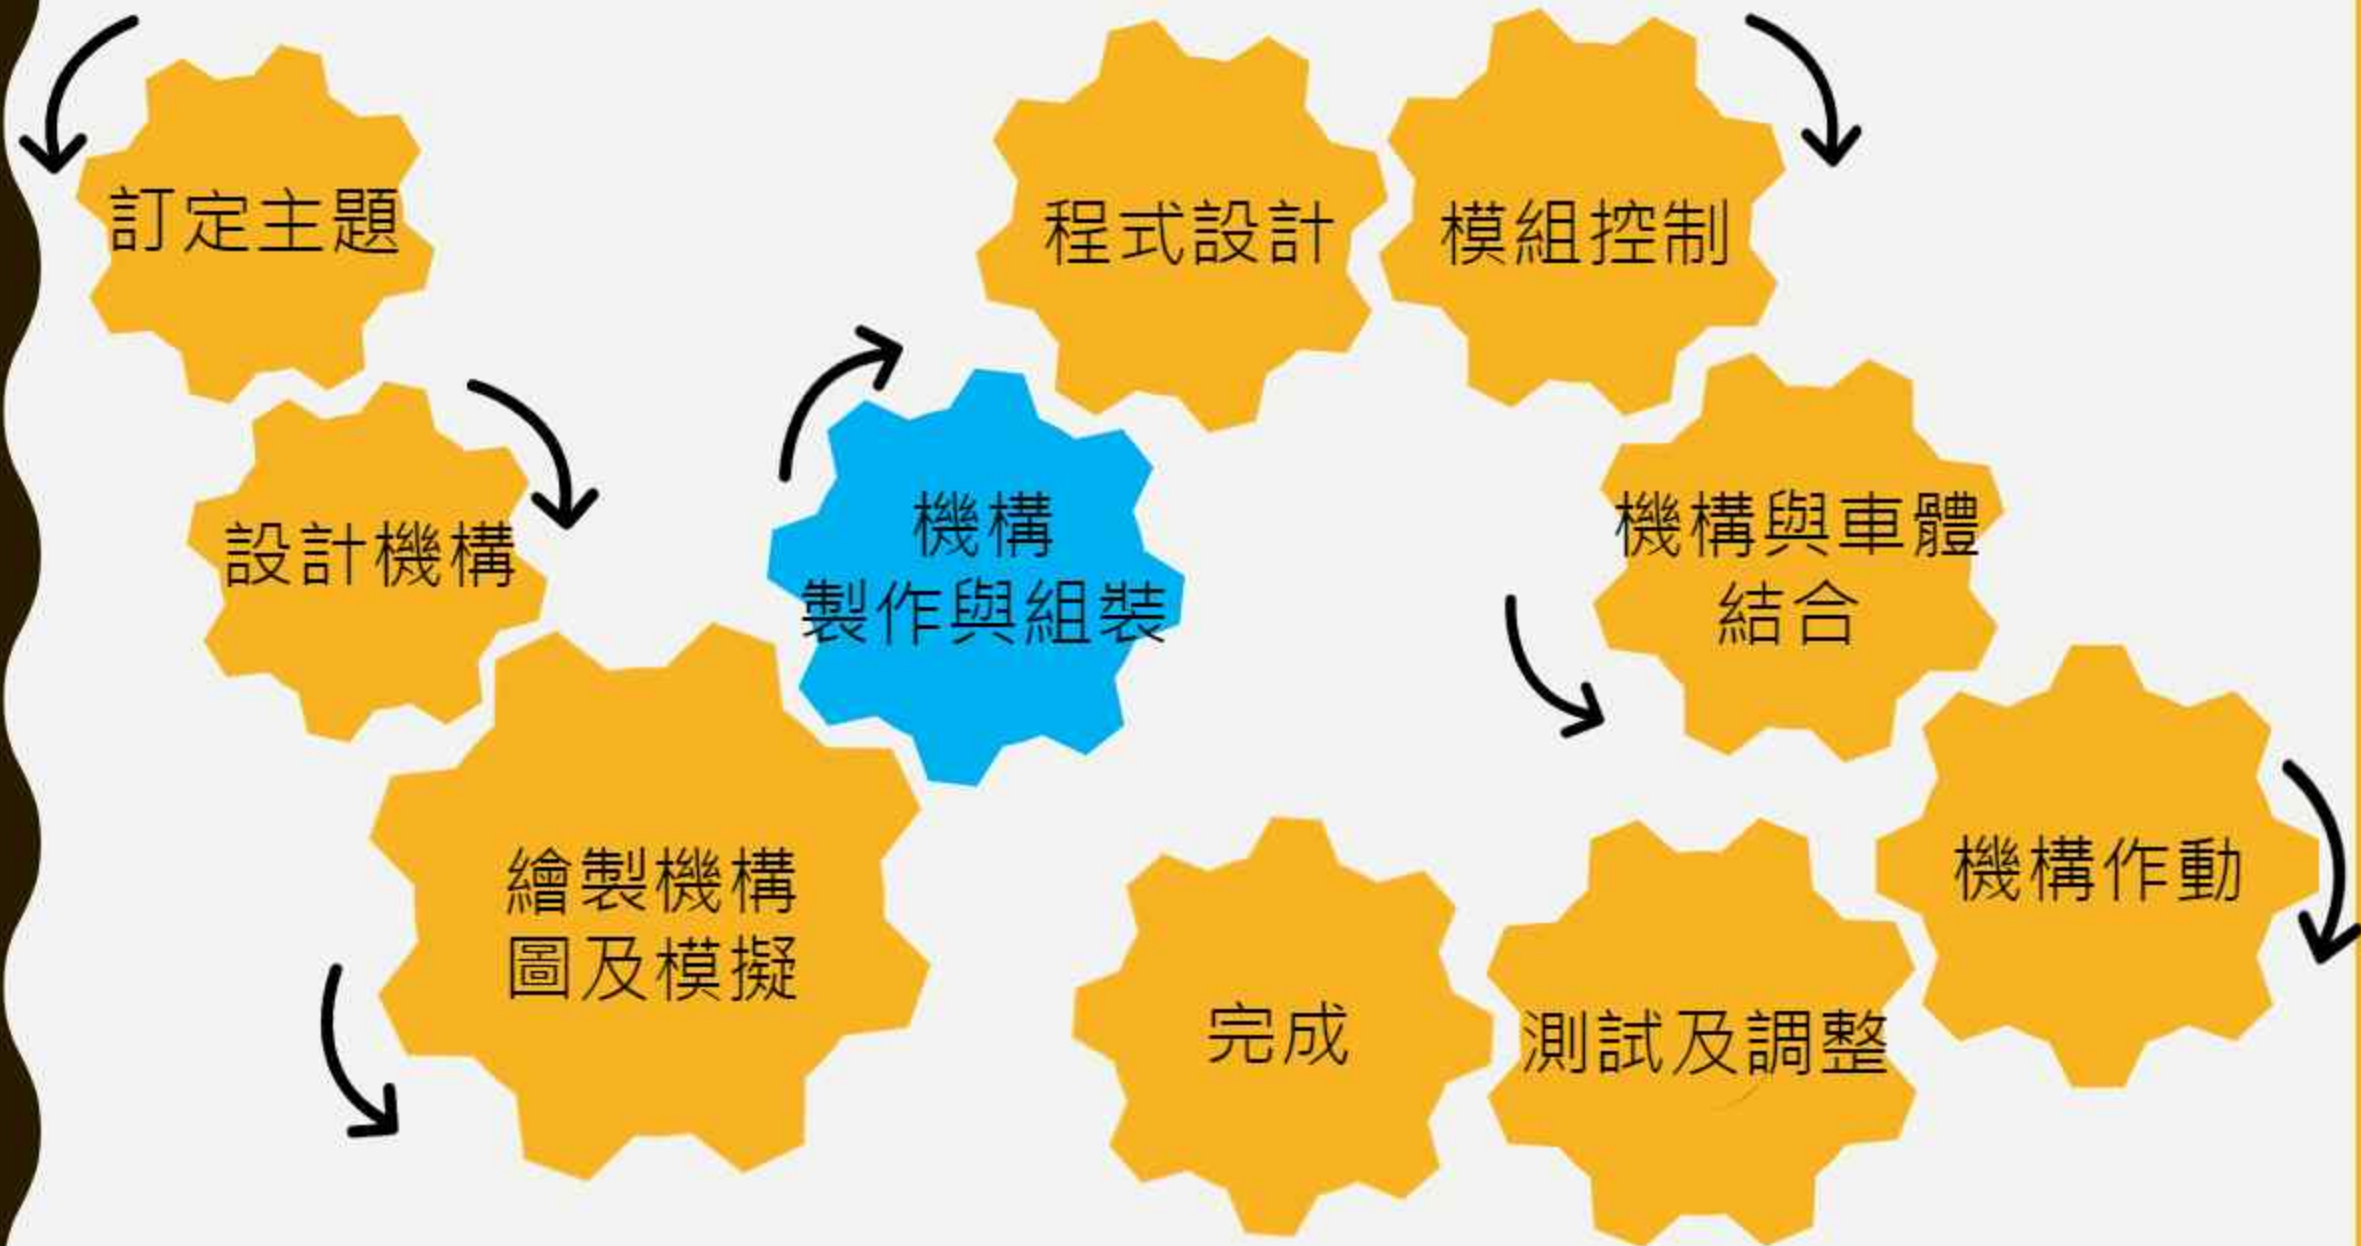 訂定主題
設計機構
繪製機構
圖及模擬
機構
製作與組裝
程式設計
模組控制
機構與車體
結合
機構作動
測試及調整
完成